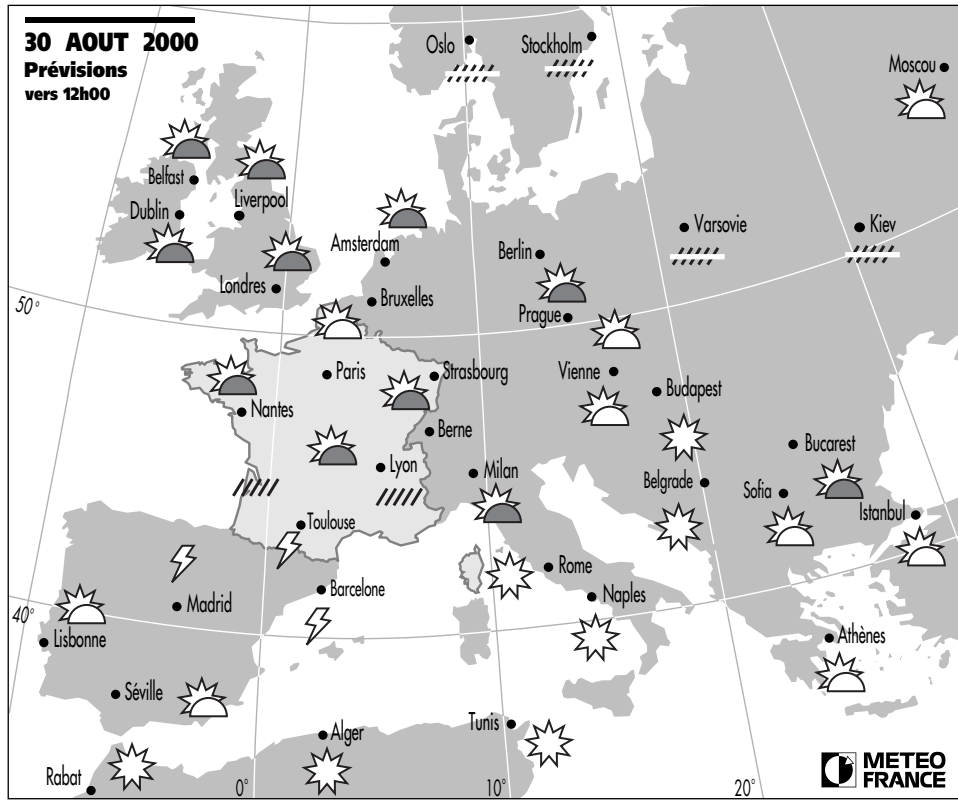 30 AOUT 2000
Prévisions
vers 12h00
Oslo
Stockholm
Moscou
Belfast
Dublin
Liverpool
Amsterdam
Berlin
Varsovie
Kiev
Londres
Bruxelles
Prague
50°
Paris
Strasbourg
Vienne
Budapest
Nantes
Berne
Bucarest
Lyon
Milan
Belgrade
Sofia
Istanbul
Toulouse
Rome
Barcelone
Naples
Madrid
40°
Lisbonne
Athènes
Séville
Tunis
Alger
Rabat
0°
10°
20°
METEO
FRANCE